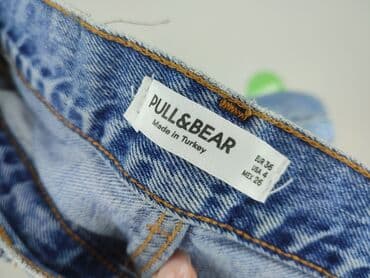 PULL&BEAR
Made in Turkey
EUR 36
USA 4
MEX 26